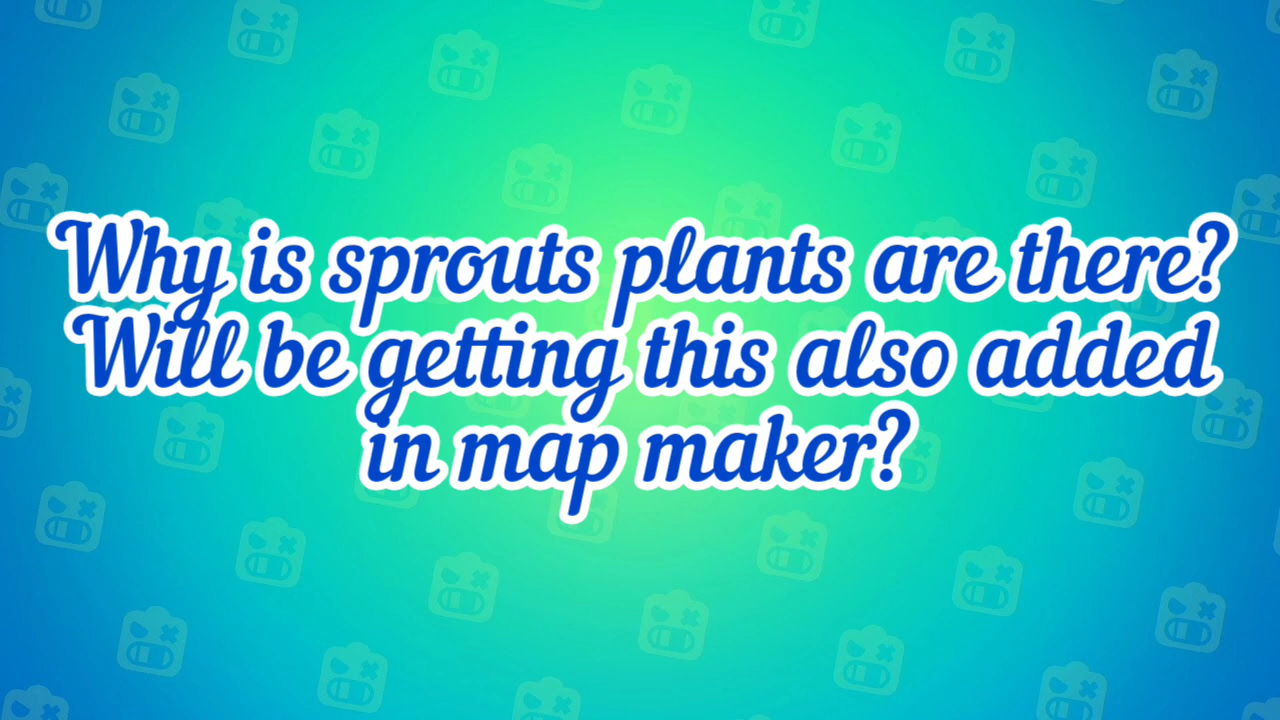 Why is sprouts plants are there?
Will be getting this also added
in map maker?